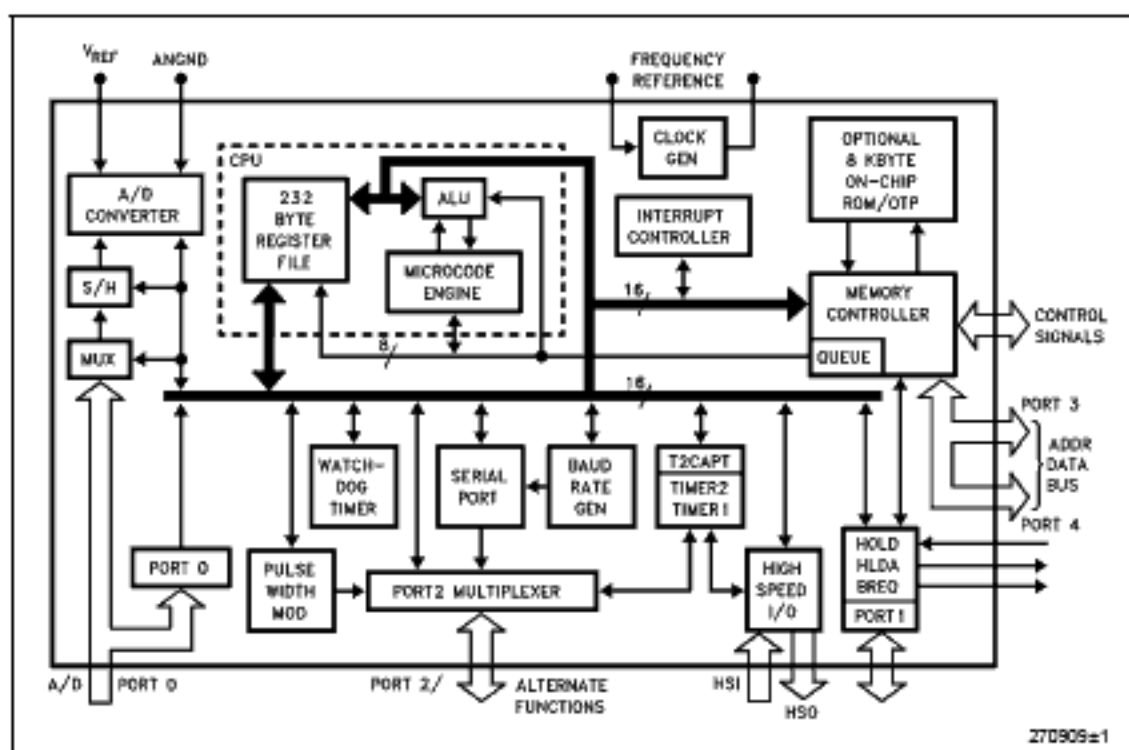 VREF
ANGND
FREQUENCY
REFERENCE
CPU
CLOCK
GEN
OPTIONAL
8 KBYTE
ON-CHIP
ROM/OTP
A/D
CONVERTER
232
BYTE
REGISTER
FILE
ALU
INTERRUPT
CONTROLLER
S/H
MICROCODE
ENGINE
16/
MEMORY
CONTROLLER
CONTROL
SIGNALS
MUX
8/
QUEUE
16/
PORT 3
WATCH-
DOG
TIMER
SERIAL
PORT
BAUD
RATE
GEN
T2CAPT
TIMER2
TIMER1
ADDR
DATA
BUS
PORT 4
PORT 0
PULSE
WIDTH
MOD
PORT2 MULTIPLEXER
HIGH
SPEED
I/O
HOLD
HLDA
BREQ
PORT1
A/D
PORT 0
PORT 2/
ALTERNATE
FUNCTIONS
HSI
HSO
270909±1